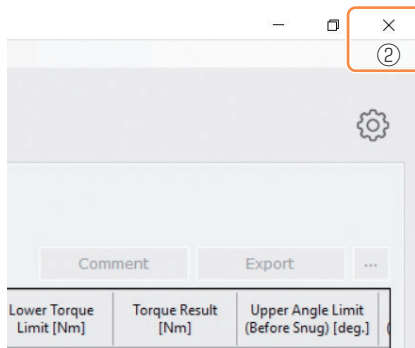 ②
Comment Export ...
Lower Torque Torque Result Upper Angle Limit
Limit [Nm] [Nm] (Before Snug) [deg.] (